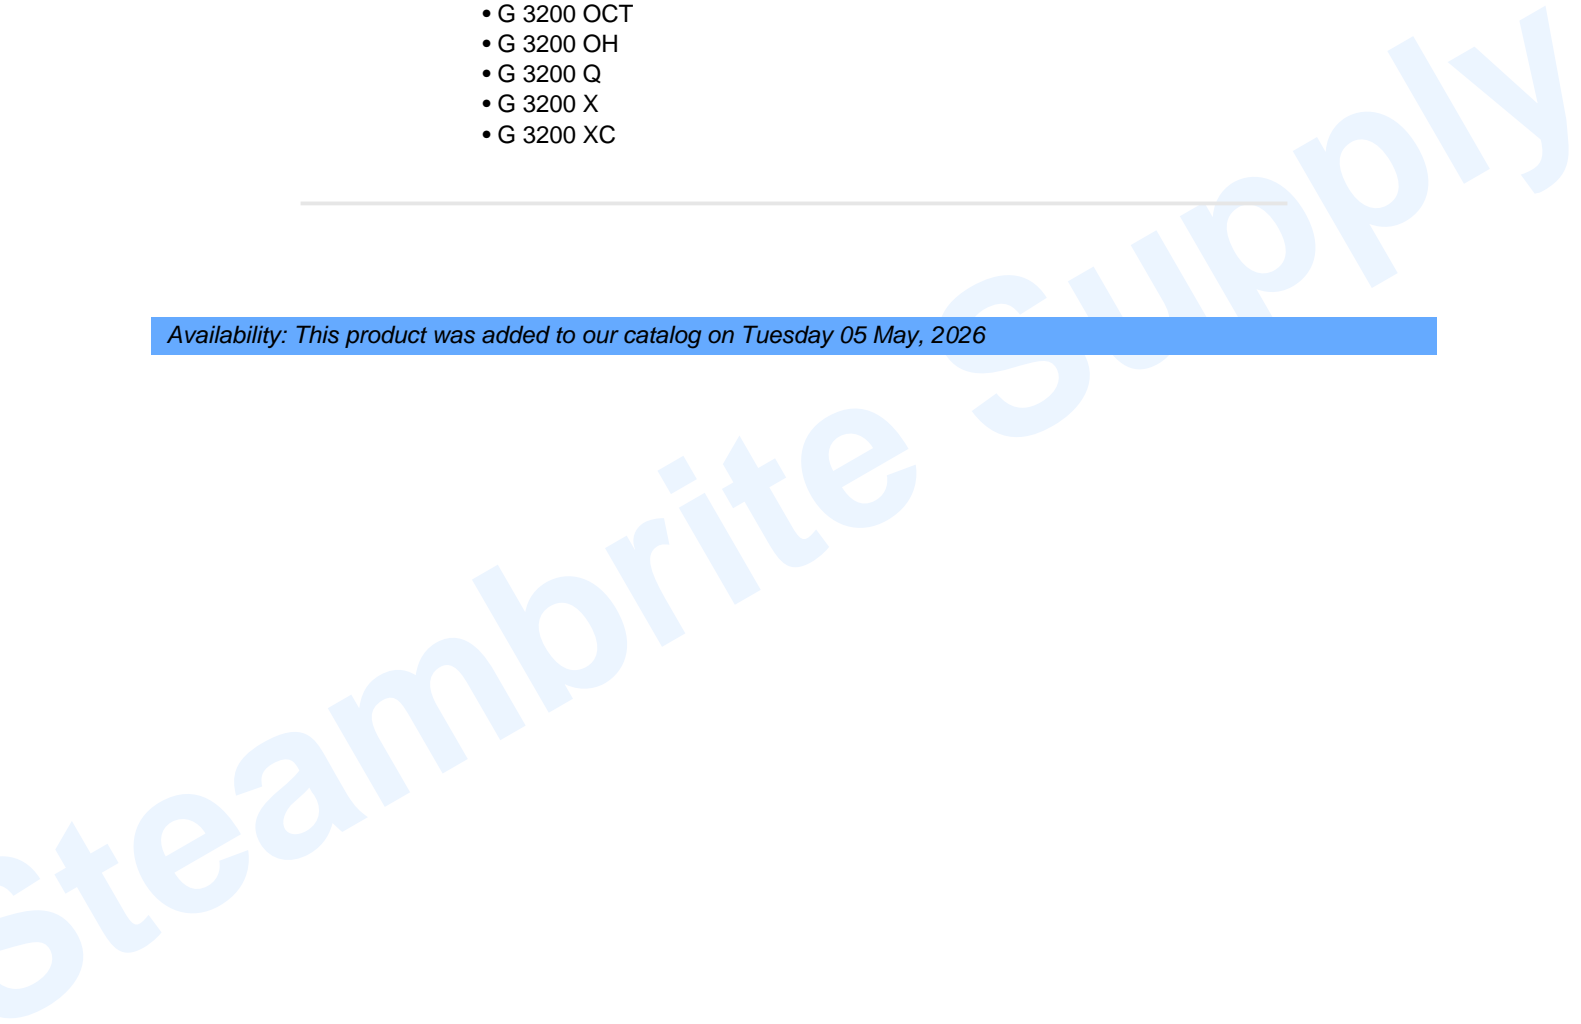 • G 3200 OCT
• G 3200 OH
• G 3200 Q
• G 3200 X
• G 3200 XC
Availability: This product was added to our catalog on Tuesday 05 May, 2026
Steambrite Supply